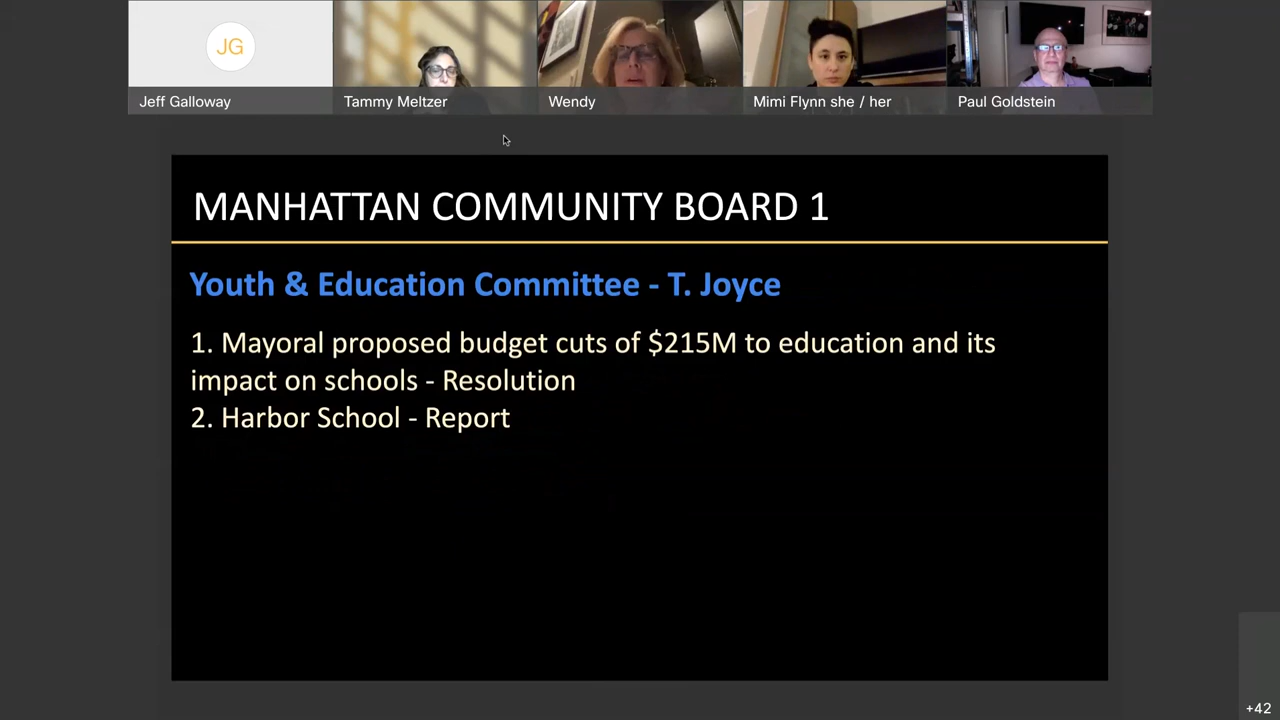 JG
Jeff Galloway
Tammy Meltzer
Wendy
Mimi Flynn she / her
Paul Goldstein
MANHATTAN COMMUNITY BOARD 1
Youth & Education Committee - T. Joyce
1. Mayoral proposed budget cuts of $215M to education and its
impact on schools - Resolution
2. Harbor School - Report
+42